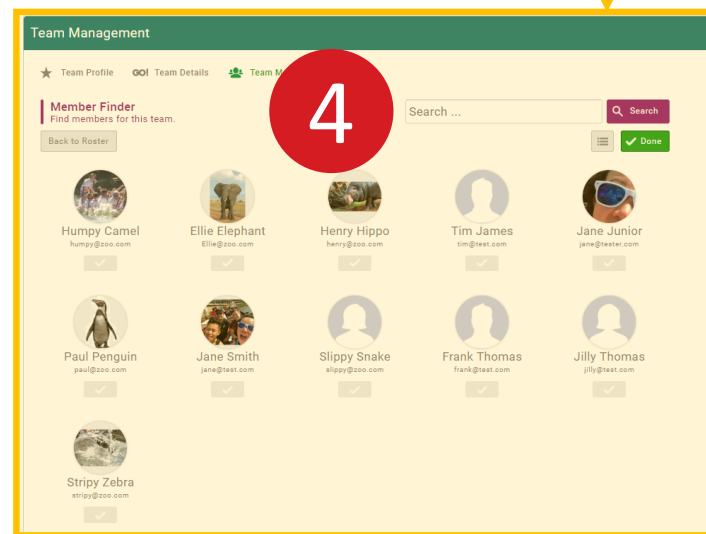 Team Management
Team Profile GO! Team Details Team M
4
Member Finder
Find members for this team.
Search ...
Search
Back to Roster
Done
Humpy Camel Ellie Elephant Henry Hippo Tim James Jane Junior
humpy@zoo.com Ellie@zoo.com henry@zoo.com tim@test.com jane@tester.com
Paul Penguin Jane Smith Slippy Snake Frank Thomas Jilly Thomas
paul@zoo.com jane@test.com slippy@zoo.com frank@test.com jilly@test.com
Stripy Zebra
stripy@zoo.com